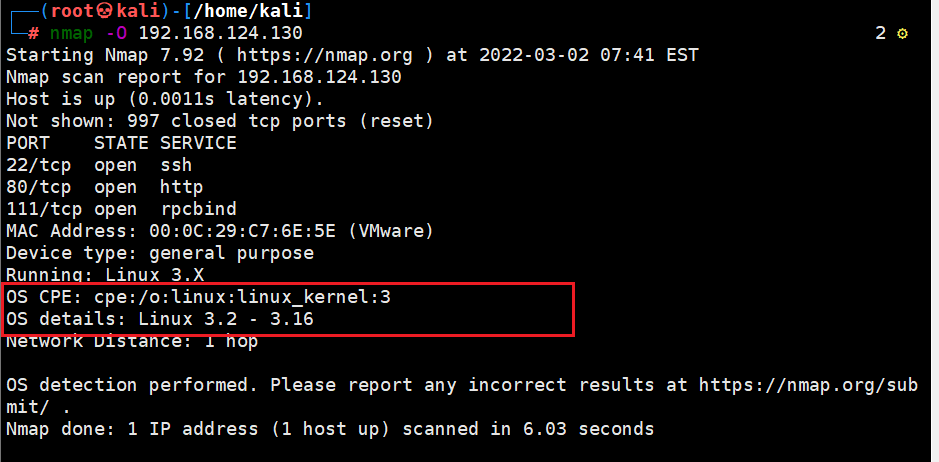 ┌──(root💀kali)-[/home/kali]
└─# nmap -O 192.168.124.130 2 ⚙
Starting Nmap 7.92 ( https://nmap.org ) at 2022-03-02 07:41 EST
Nmap scan report for 192.168.124.130
Host is up (0.0011s latency).
Not shown: 997 closed tcp ports (reset)
PORT    STATE SERVICE
22/tcp  open  ssh
80/tcp  open  http
111/tcp open  rpcbind
MAC Address: 00:0C:29:C7:6E:5E (VMware)
Device type: general purpose
Running: Linux 3.X
OS CPE: cpe:/o:linux:linux_kernel:3
OS details: Linux 3.2 - 3.16
Network Distance: 1 hop
OS detection performed. Please report any incorrect results at https://nmap.org/sub
mit/ .
Nmap done: 1 IP address (1 host up) scanned in 6.03 seconds